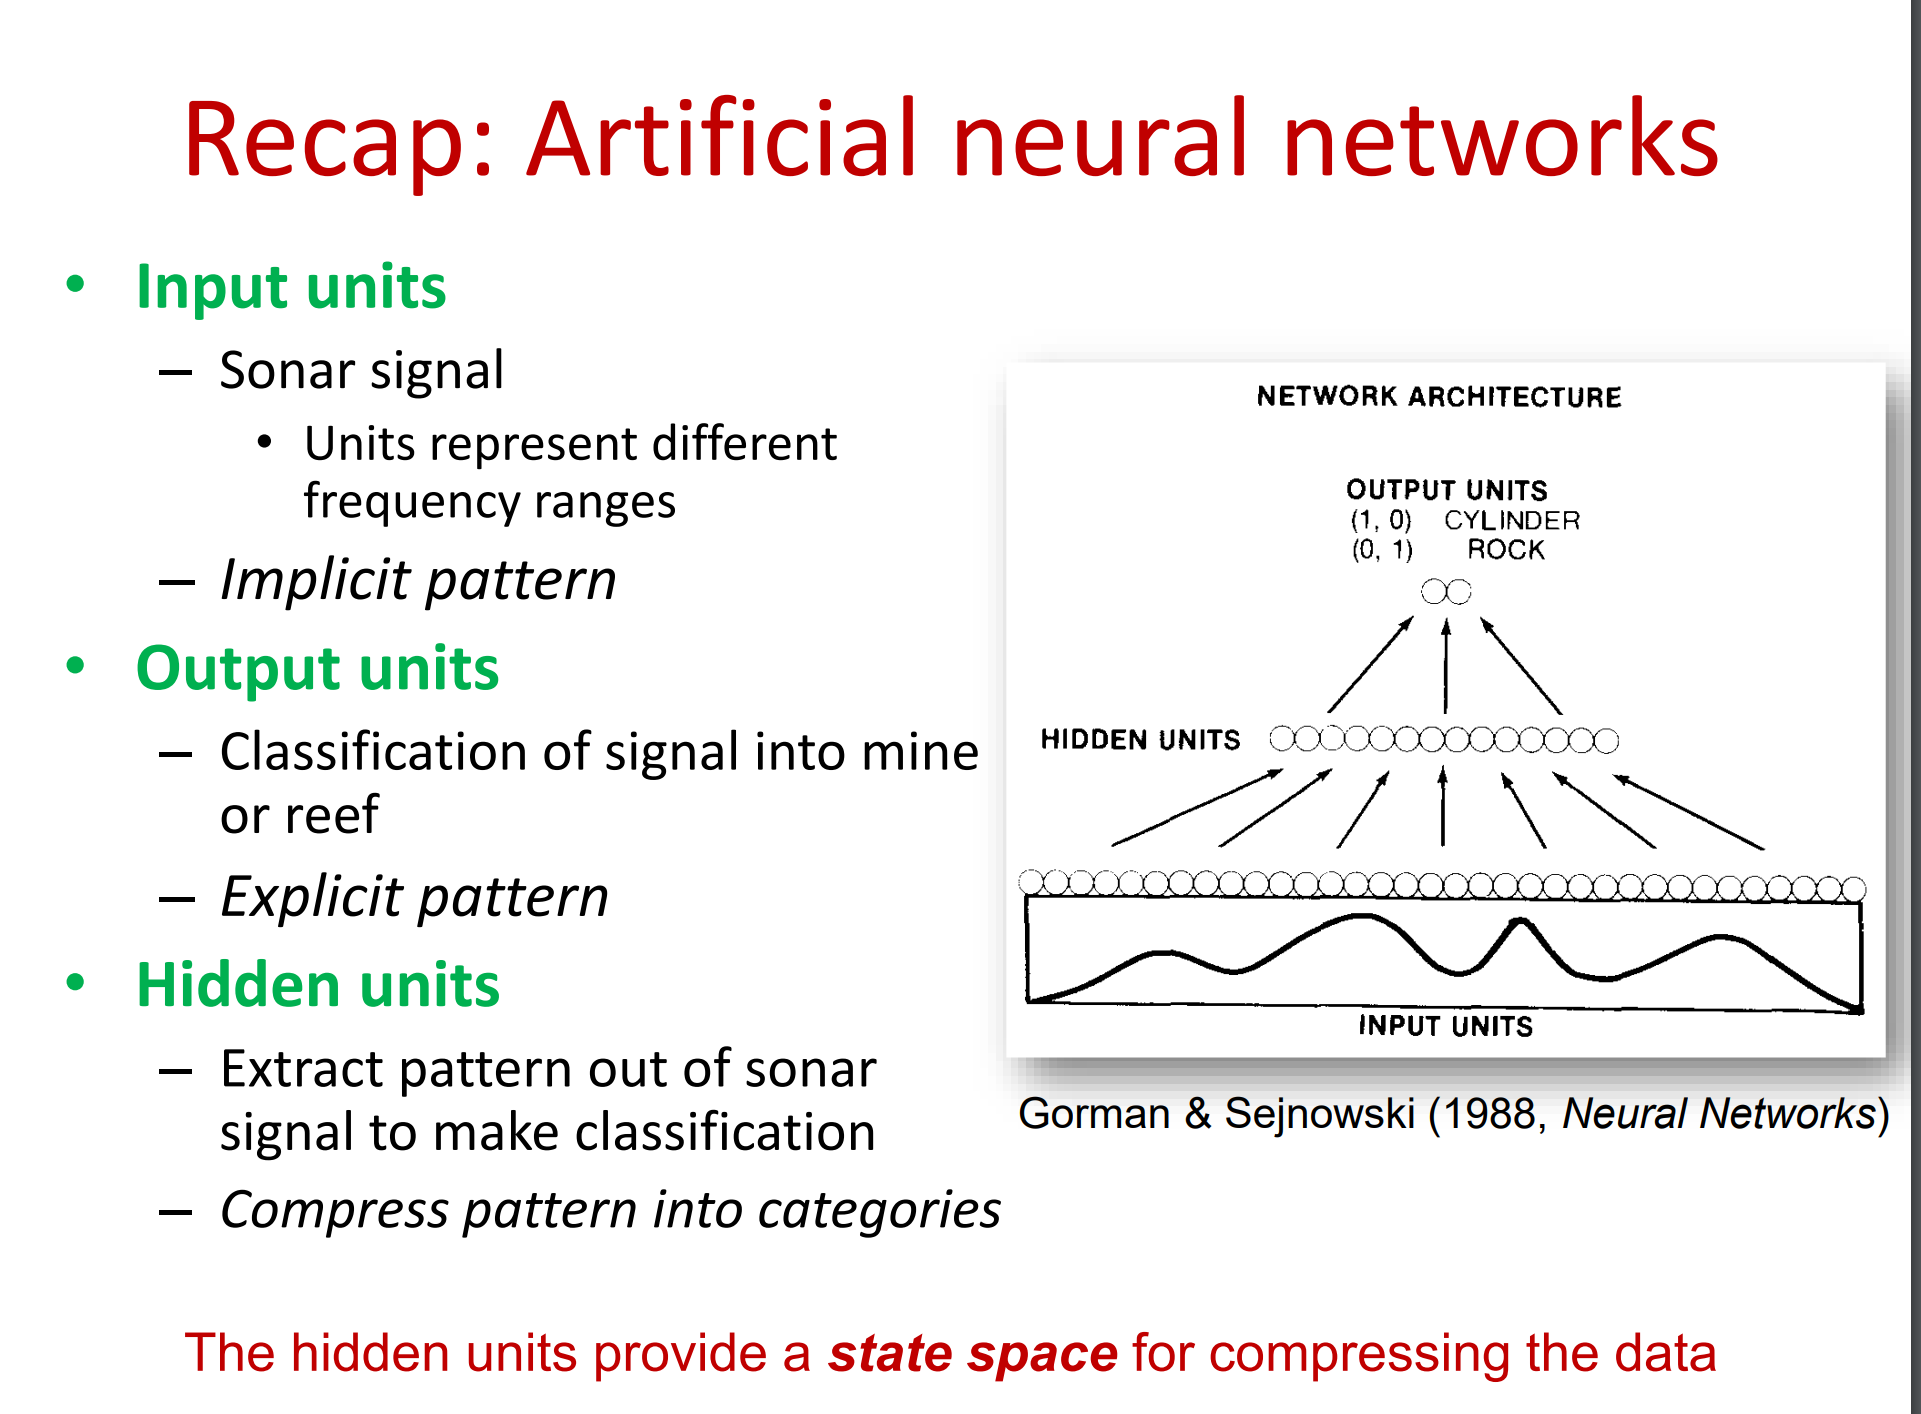 Recap: Artificial neural networks
• Input units
– Sonar signal
• Units represent different
frequency ranges
– Implicit pattern
• Output units
– Classification of signal into mine
or reef
– Explicit pattern
• Hidden units
– Extract pattern out of sonar
signal to make classification
– Compress pattern into categories
NETWORK ARCHITECTURE
OUTPUT UNITS
(1, 0) CYLINDER
(0, 1) ROCK
HIDDEN UNITS
INPUT UNITS
Gorman & Sejnowski (1988, Neural Networks)
The hidden units provide a state space for compressing the data